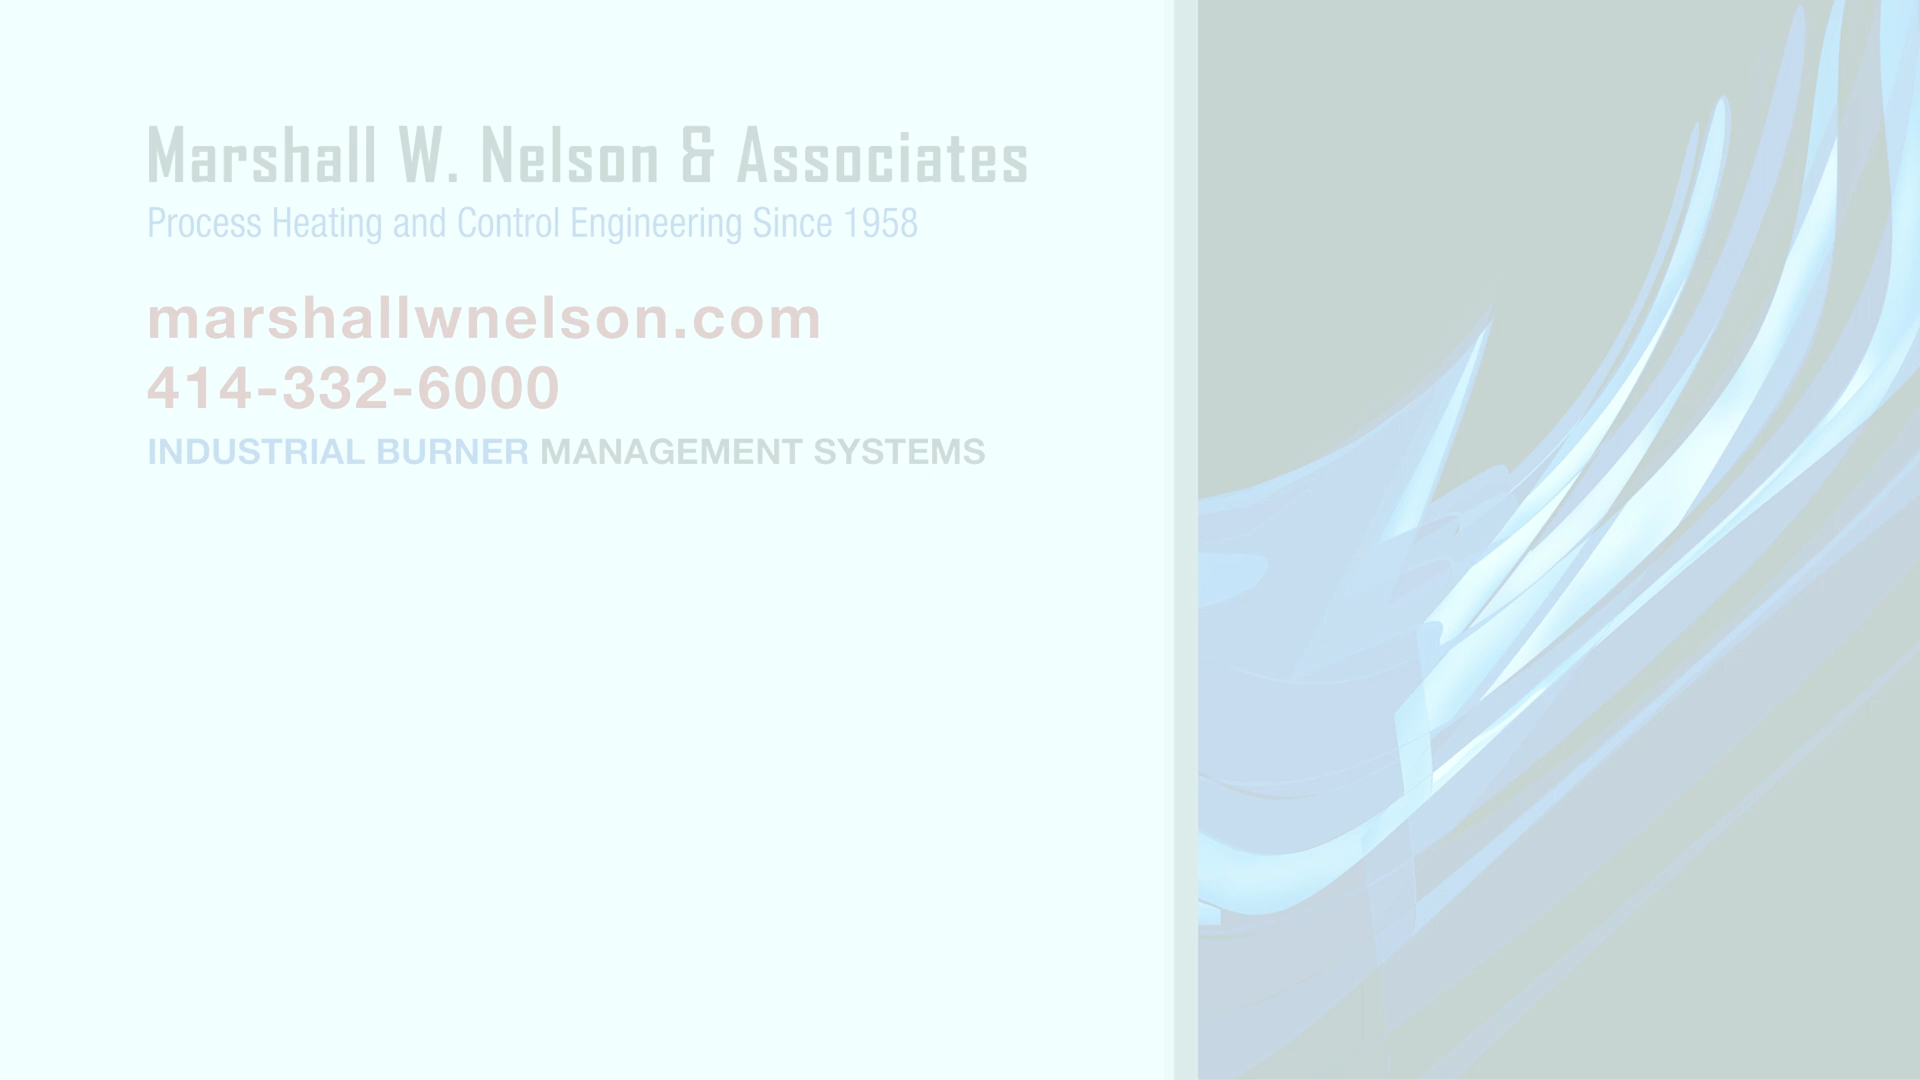 Marshall W. Nelson & Associates
Process Heating and Control Engineering Since 1958
marshallwnelson.com
414-332-6000
INDUSTRIAL BURNER MANAGEMENT SYSTEMS